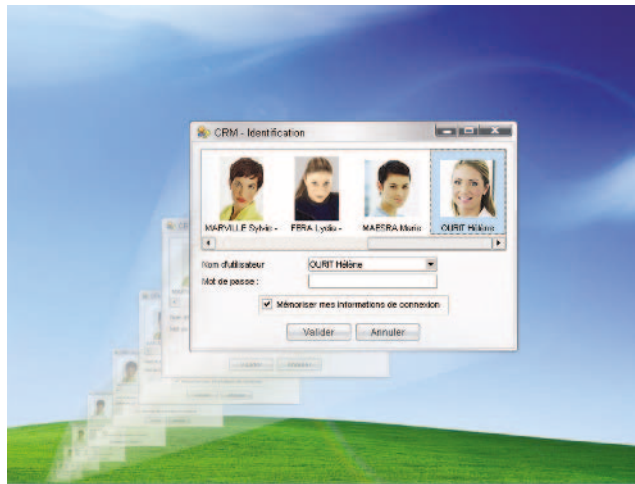 CRM - Identification
MARVILLE Sylvie -
FERA Lydia -
MAESRA Marie
OURIT Hélène
Nom d'utilisateur
OURIT Hélène
Mot de passe :
Mémoriser mes informations de connexion
Valider
Annuler